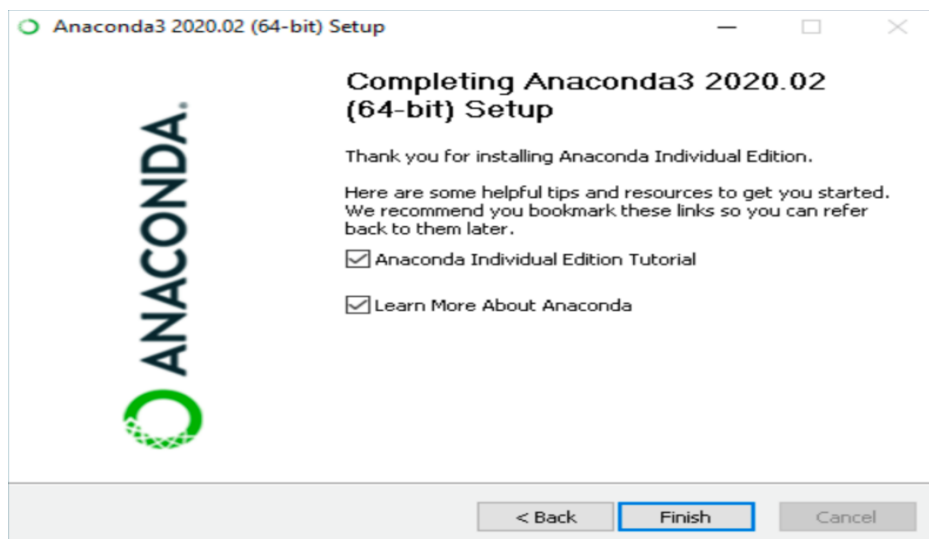 Anaconda3 2020.02 (64-bit) Setup
ANACONDA.
Completing Anaconda3 2020.02
(64-bit) Setup
Thank you for installing Anaconda Individual Edition.
Here are some helpful tips and resources to get you started.
We recommend you bookmark these links so you can refer
back to them later.
Anaconda Individual Edition Tutorial
Learn More About Anaconda
< Back
Finish
Cancel